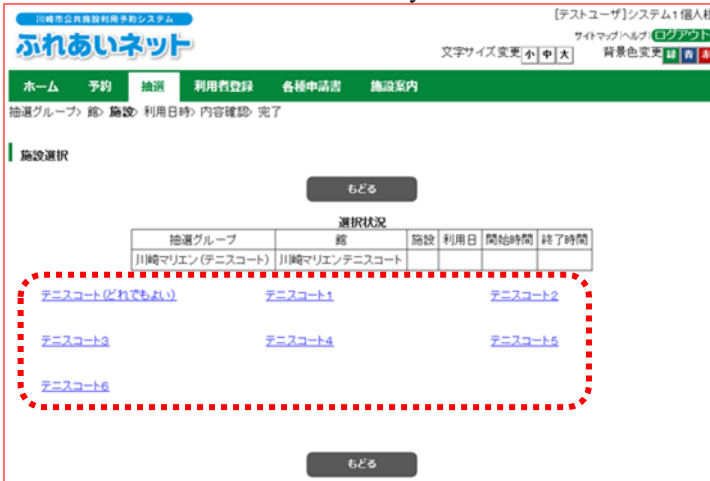 川崎市公共施設利用予約システム
ふれあいネット
[テストユーザ]システム1個人様
サイトマップ|ヘルプ|ログアウト
文字サイズ変更 小 中 大 背景色変更 緑 青 赤
ホーム 予約 抽選 利用者登録 各種申請書 施設案内
抽選グループ> 館> 施設> 利用日時> 内容確認> 完了
施設選択
もどる
選択状況
抽選グループ 館 施設 利用日 開始時間 終了時間
川崎マリエン(テニスコート) 川崎マリエンテニスコート
テニスコート(どれでもよい) テニスコート1 テニスコート2
テニスコート3 テニスコート4 テニスコート5
テニスコート6
もどる